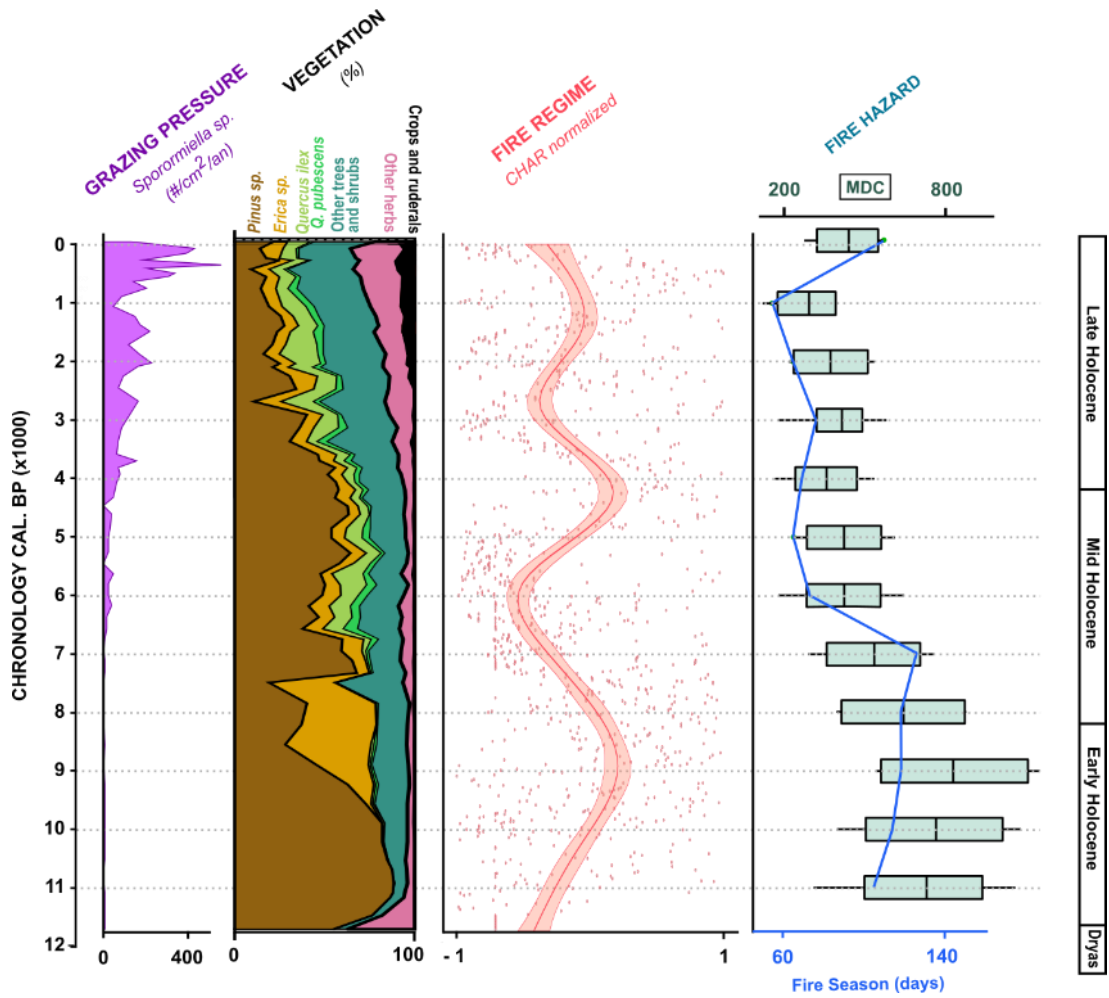 GRAZING PRESSURE
Sporormiella sp.
(#/cm²/an)
VEGETATION
(%)
Pinus sp.
Erica sp.
Quercus ilex
Q. pubescens
Other trees
and shrubs
Other herbs
Crops and ruderals
FIRE REGIME
CHAR normalized
FIRE HAZARD
200 MDC 800
CHRONOLOGY CAL. BP (x1000)
0
1
2
3
4
5
6
7
8
9
10
11
12
0 400
0 100
- 1 1
60 140
Fire Season (days)
Late Holocene
Mid Holocene
Early Holocene
Dryas